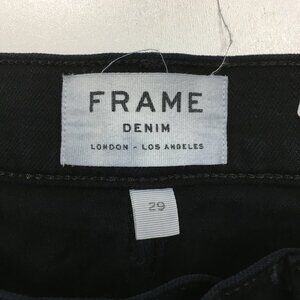 FRAME
DENIM
LONDON - LOS ANGELES
29